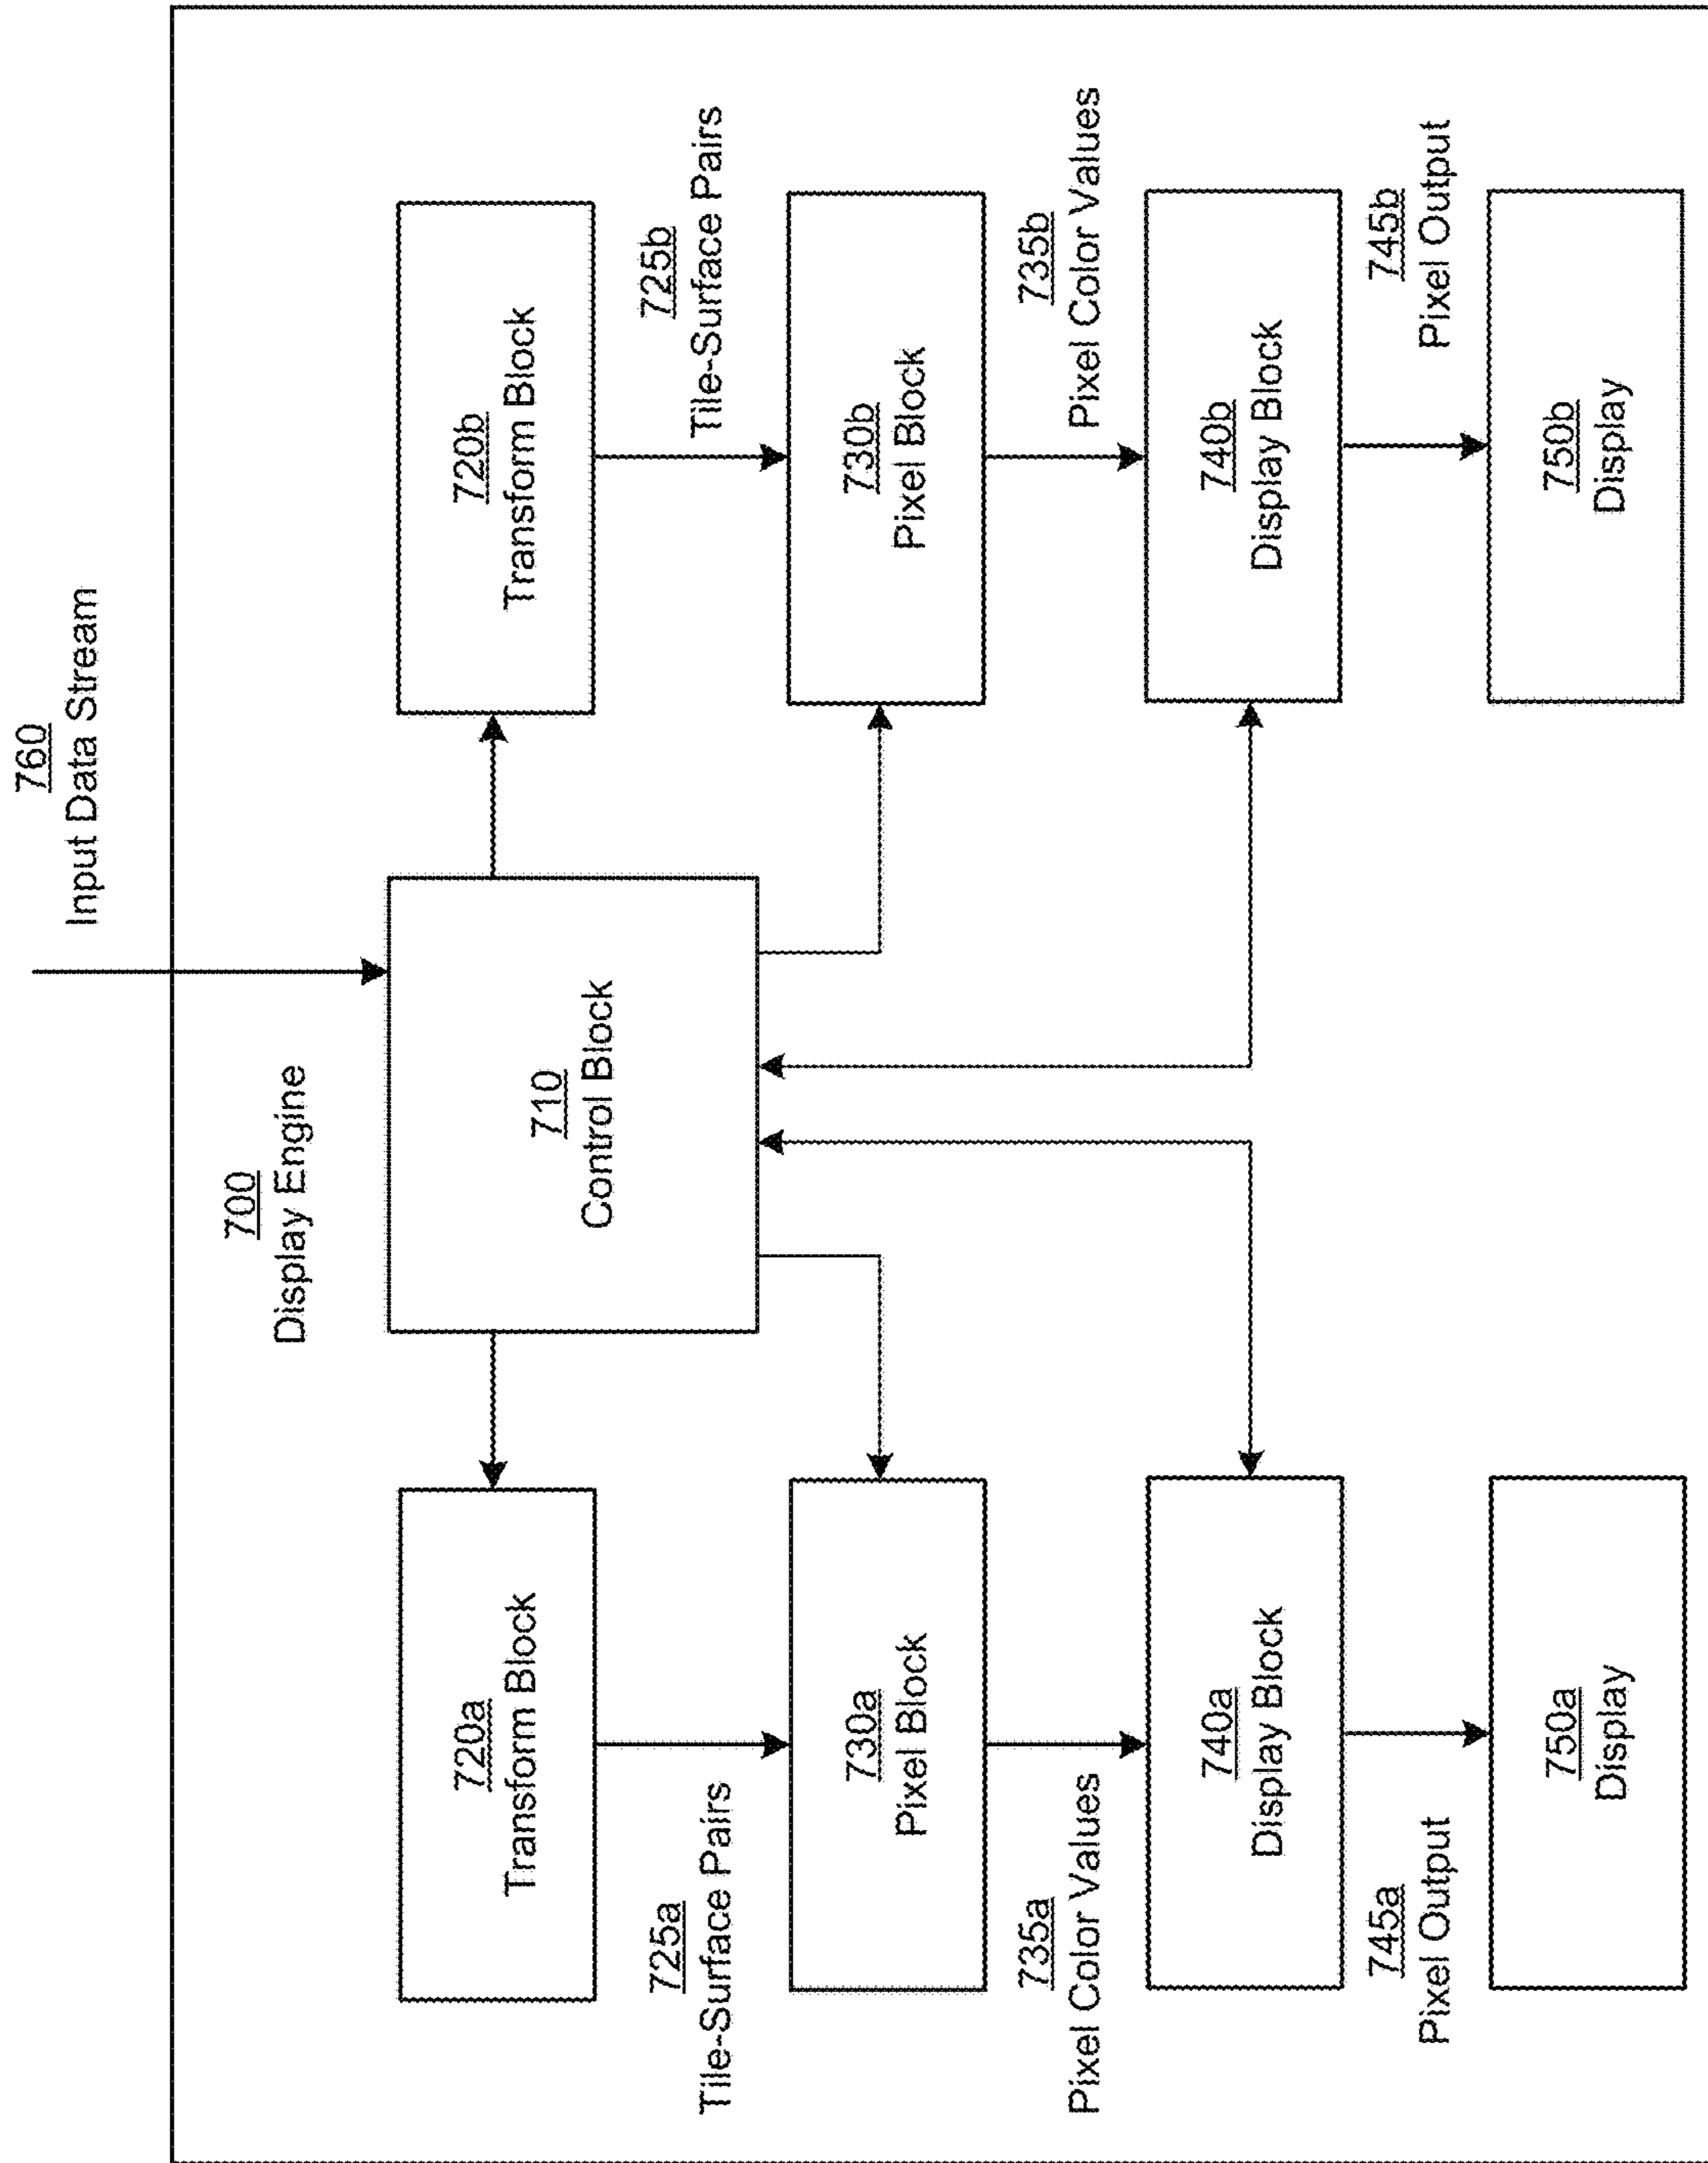 760
Input Data Stream
700
Display Engine
710
Control Block
720a
Transform Block
720b
Transform Block
725a
Tile-Surface Pairs
725b
Tile-Surface Pairs
730a
Pixel Block
730b
Pixel Block
735a
Pixel Color Values
735b
Pixel Color Values
740a
Display Block
740b
Display Block
745a
Pixel Output
745b
Pixel Output
750a
Display
750b
Display